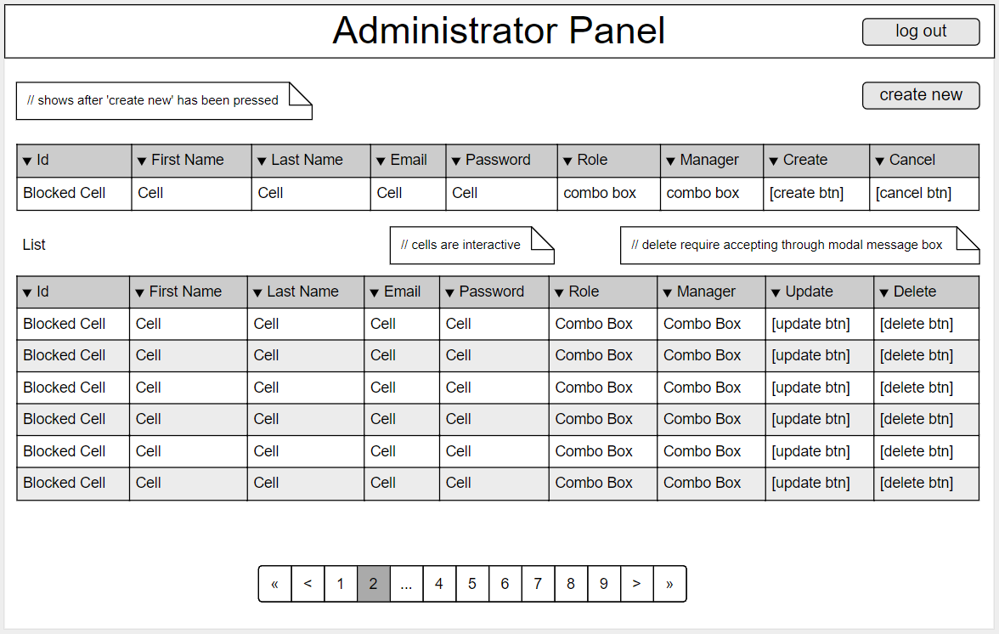 Administrator Panel
log out
// shows after 'create new' has been pressed
create new
▼ Id ▼ First Name ▼ Last Name ▼ Email ▼ Password ▼ Role ▼ Manager ▼ Create ▼ Cancel
Blocked Cell Cell Cell Cell Cell combo box combo box [create btn] [cancel btn]
List
// cells are interactive
// delete require accepting through modal message box
▼ Id ▼ First Name ▼ Last Name ▼ Email ▼ Password ▼ Role ▼ Manager ▼ Update ▼ Delete
Blocked Cell Cell Cell Cell Cell Combo Box Combo Box [update btn] [delete btn]
Blocked Cell Cell Cell Cell Cell Combo Box Combo Box [update btn] [delete btn]
Blocked Cell Cell Cell Cell Cell Combo Box Combo Box [update btn] [delete btn]
Blocked Cell Cell Cell Cell Cell Combo Box Combo Box [update btn] [delete btn]
Blocked Cell Cell Cell Cell Cell Combo Box Combo Box [update btn] [delete btn]
Blocked Cell Cell Cell Cell Cell Combo Box Combo Box [update btn] [delete btn]
« < 1 2 ... 4 5 6 7 8 9 > »